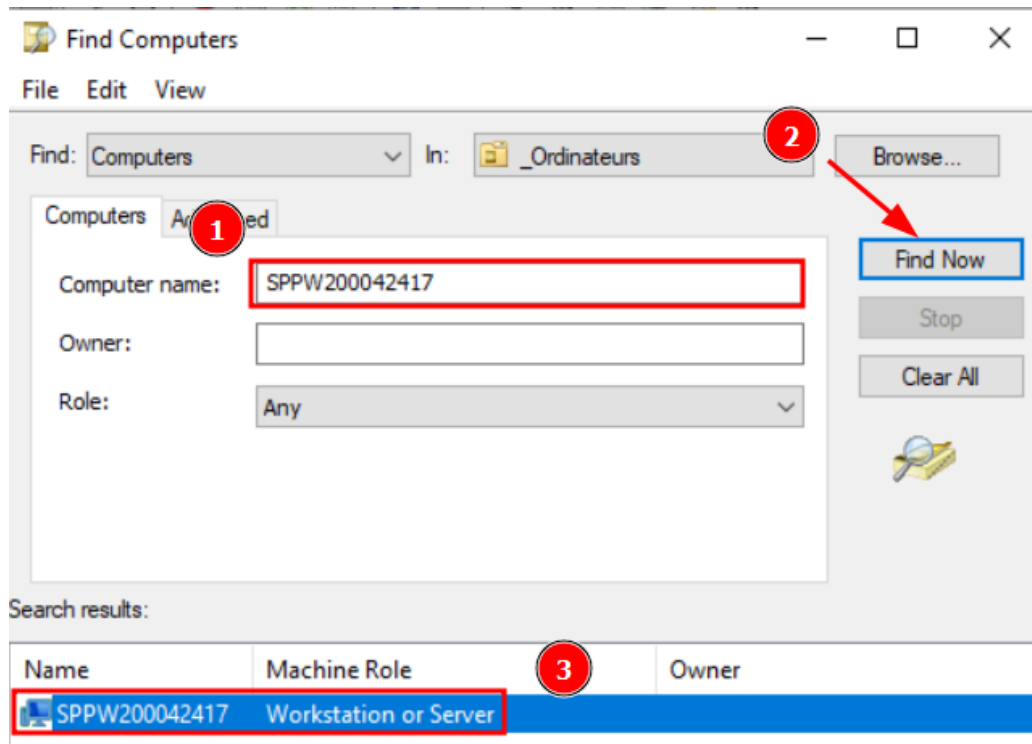 Find Computers
File Edit View
Find: Computers In: _Ordinateurs 2 Browse...
Computers 1
Computer name: SPPW200042417 Find Now
Stop
Owner:
Clear All
Role: Any
Search results:
Name Machine Role 3 Owner
SPPW200042417 Workstation or Server